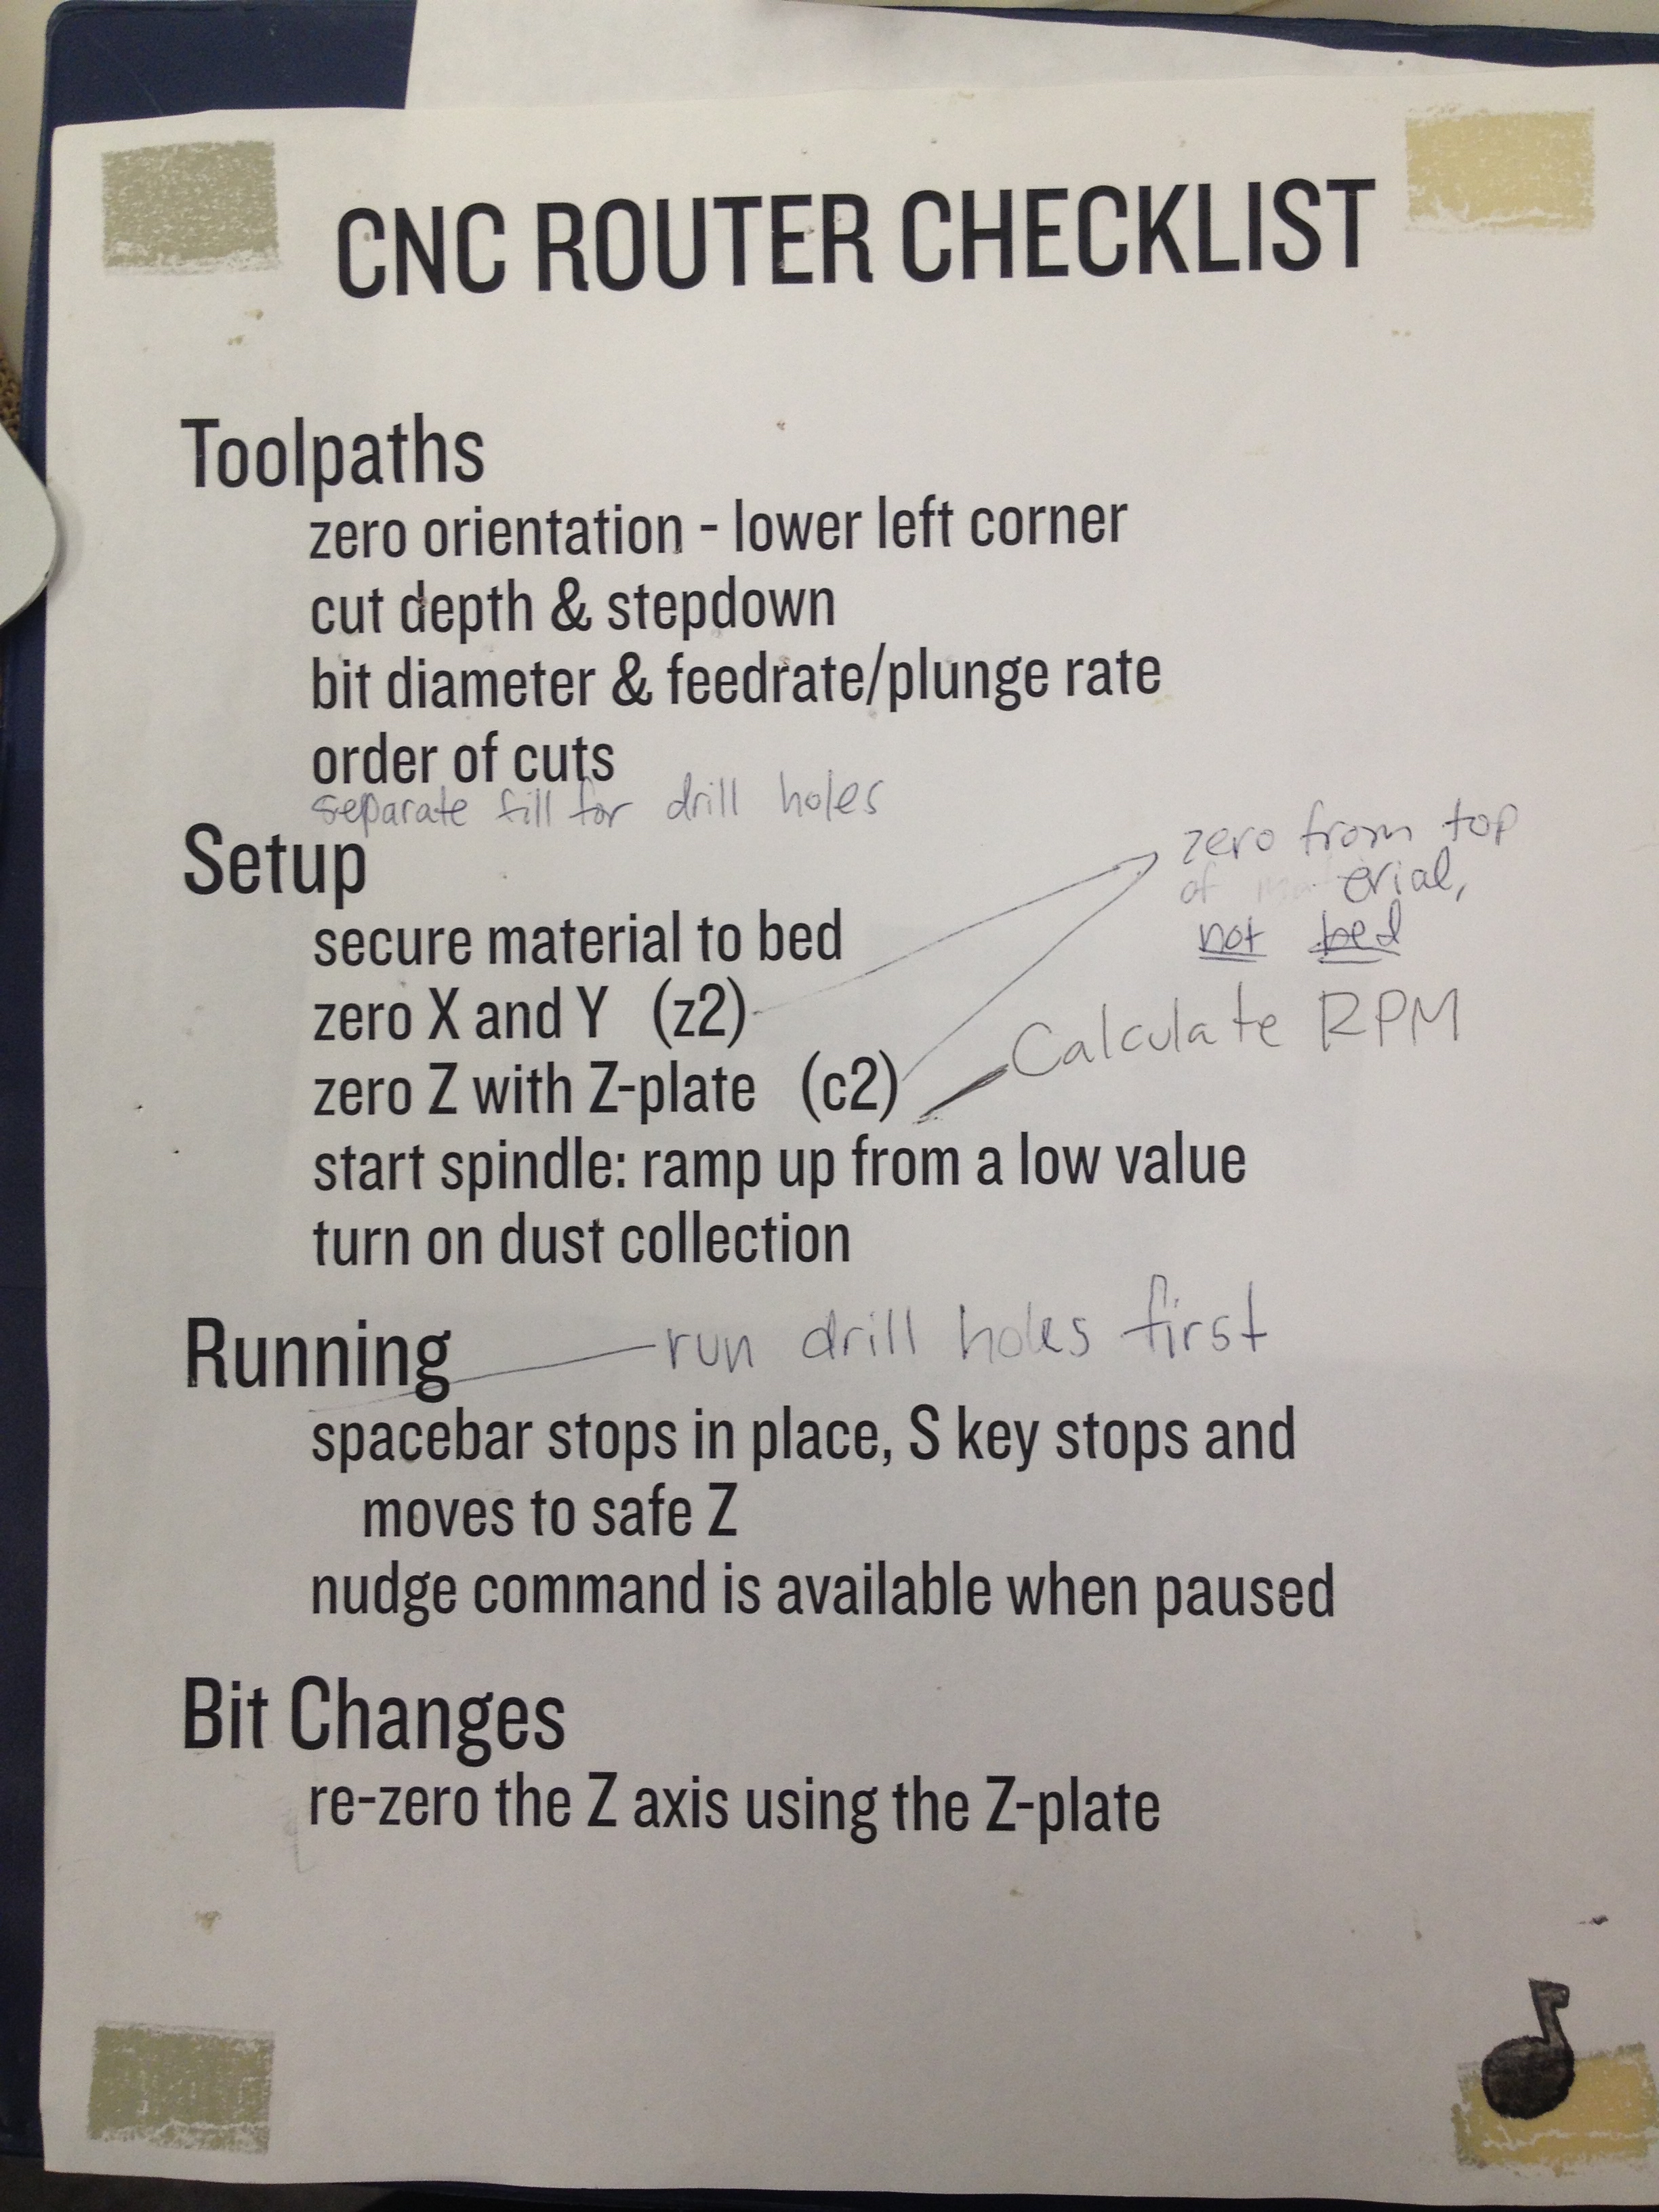 CNC ROUTER CHECKLIST
Toolpaths
zero orientation - lower left corner
cut depth & stepdown
bit diameter & feedrate/plunge rate
order of cuts
separate fill for drill holes
Setup
secure material to bed
zero X and Y (z2)
zero from top
of material,
not bed
zero Z with Z-plate (c2)
Calculate RPM
start spindle: ramp up from a low value
turn on dust collection
Running
run drill holes first
spacebar stops in place, S key stops and
moves to safe Z
nudge command is available when paused
Bit Changes
re-zero the Z axis using the Z-plate